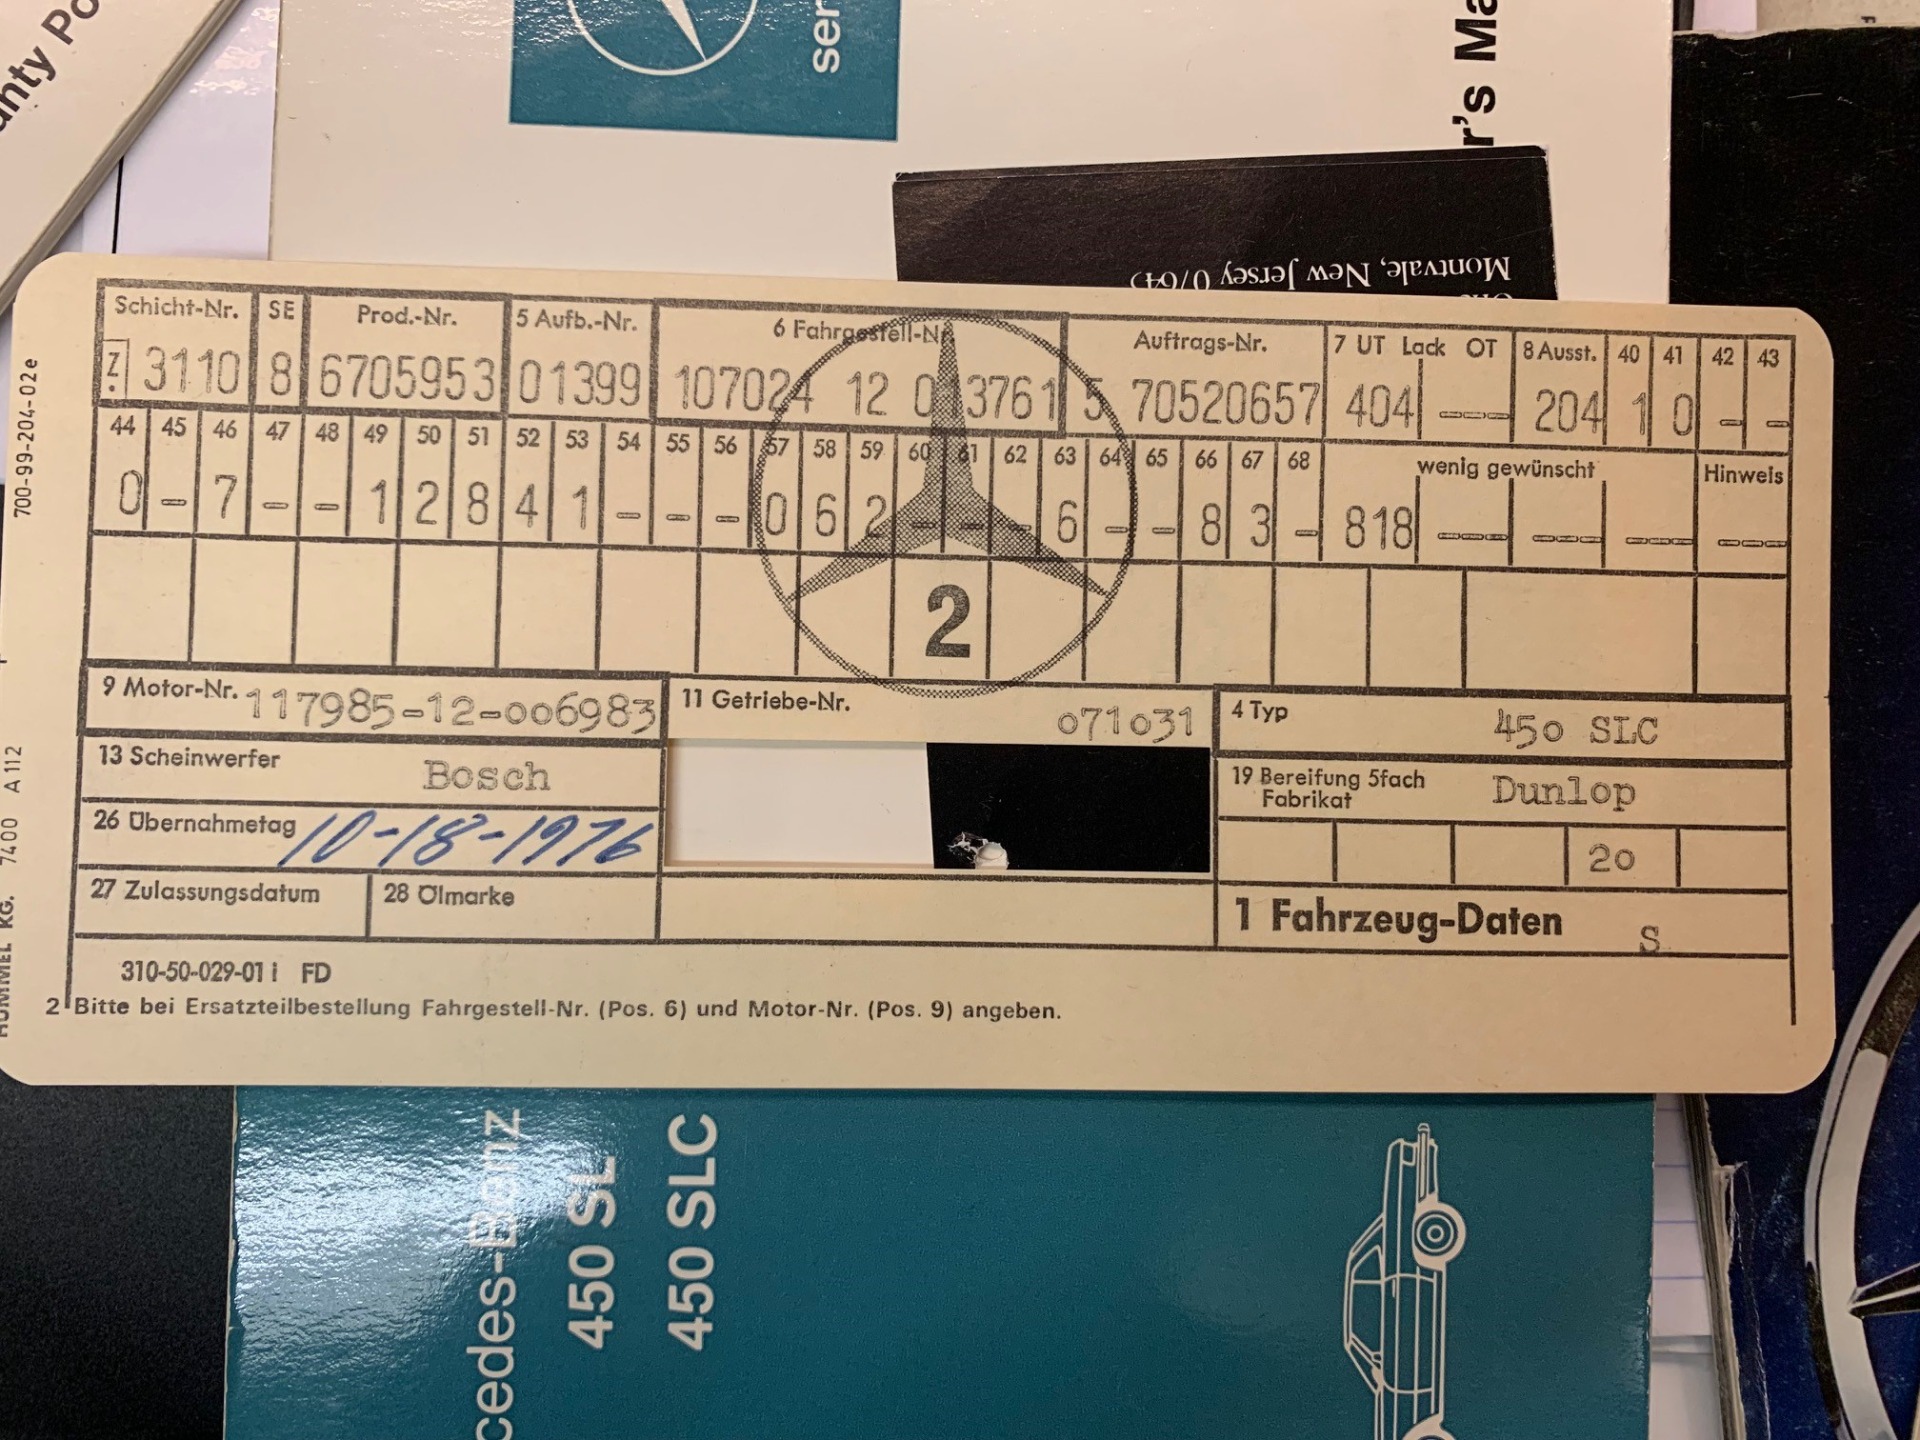 anty Po
ser
r's Ma
Montvale, New Jersey 0764
700-99-204-02e
Schicht-Nr. SE Prod.-Nr. 5 Aufb.-Nr. 6 Fahrgestell-Nr Auftrags-Nr. 7 UT Lack OT 8 Ausst. 40 41 42 43
Z. 3110 8 6705953 01399 107024 12 013761 5 70520657 404 --- 204 1 0 - -
44 45 46 47 48 49 50 51 52 53 54 55 56 57 58 59 60 61 62 63 64 65 66 67 68 wenig gewünscht Hinweis
0 - 7 - - 1 2 8 4 1 - - - 0 6 2 - - - 6 - - 8 3 - 818 --- --- --- ---
2
9 Motor-Nr. 117985-12-006983 11 Getriebe-Nr. 071031 4 Typ 450 SLC
13 Scheinwerfer Bosch 19 Bereifung 5fach Dunlop
Fabrikat
26 Übernahmetag 10-18-1976 20
27 Zulassungsdatum 28 Ölmarke 1 Fahrzeug-Daten S
310-50-029-01 i FD
2 Bitte bei Ersatzteilbestellung Fahrgestell-Nr. (Pos. 6) und Motor-Nr. (Pos. 9) angeben.
HUMMEL KG. 7400 A 112
cedes-Benz
450 SL
450 SLC